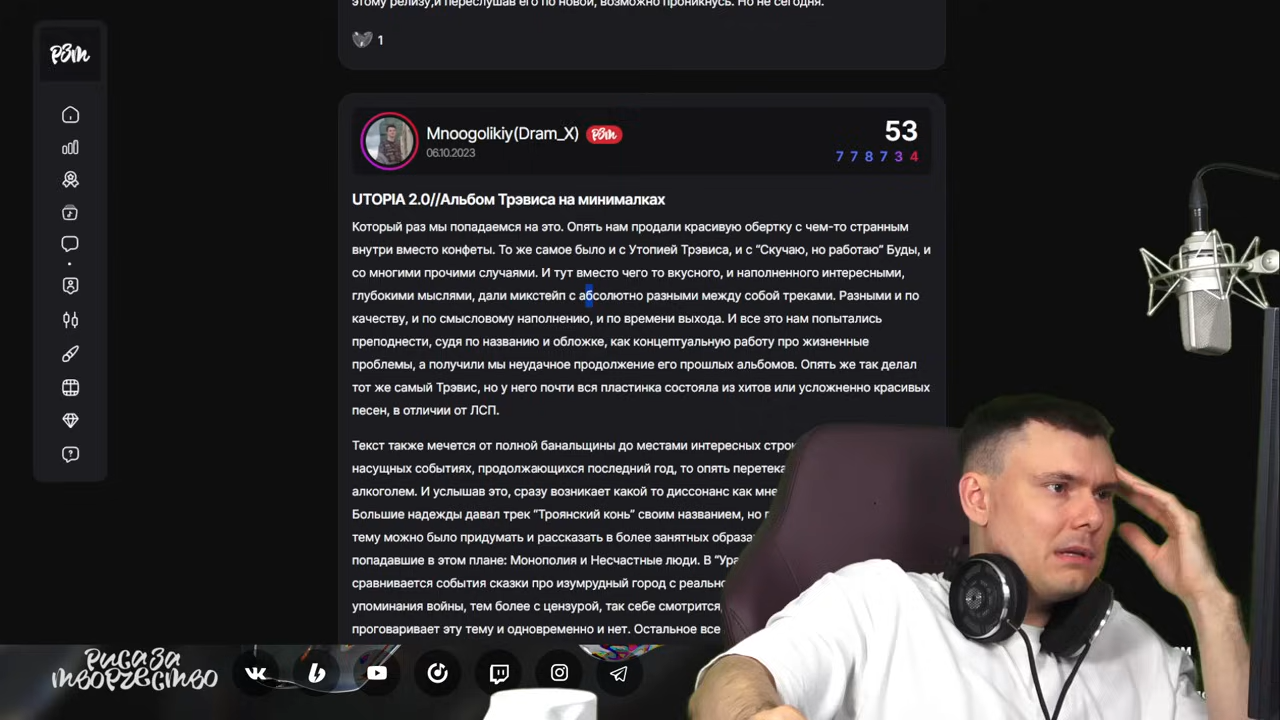 этому релизу,и переслушав его по новой, возможно проникнусь. Но не сегодня.
1
РЗТ
Mnoogolikiy(Dram_X) РЗТ
06.10.2023
53
7 7 8 7 3 4
UTOPIA 2.0//Альбом Трэвиса на минималках
Который раз мы попадаемся на это. Опять нам продали красивую обертку с чем-то странным
внутри вместо конфеты. То же самое было и с Утопией Трэвиса, и с “Скучаю, но работаю” Буды, и
со многими прочими случаями. И тут вместо чего то вкусного, и наполненного интересными,
глубокими мыслями, дали микстейп с абсолютно разными между собой треками. Разными и по
качеству, и по смысловому наполнению, и по времени выхода. И все это нам попытались
преподнести, судя по названию и обложке, как концептуальную работу про жизненные
проблемы, а получили мы неудачное продолжение его прошлых альбомов. Опять же так делал
тот же самый Трэвис, но у него почти вся пластинка состояла из хитов или усложненно красивых
песен, в отличии от ЛСП.
Текст также мечется от полной банальщины до местами интересных
насущных событиях, продолжающихся последний год, то опять
алкоголем. И услышав это, сразу возникает какой то диссонанс как
Большие надежды давал трек “Троянский конь” своим названием, но
тему можно было придумать и рассказать в более занятных
попадавшие в этом плане: Монополия и Несчастные люди. В
сравнивается события сказки про изумрудный город с
упоминания войны, тем более с цензурой, так себе смотрится,
проговаривает эту тему и одновременно и нет. Остальное все
РИСАЗА
ТВОРЧЕСТВО